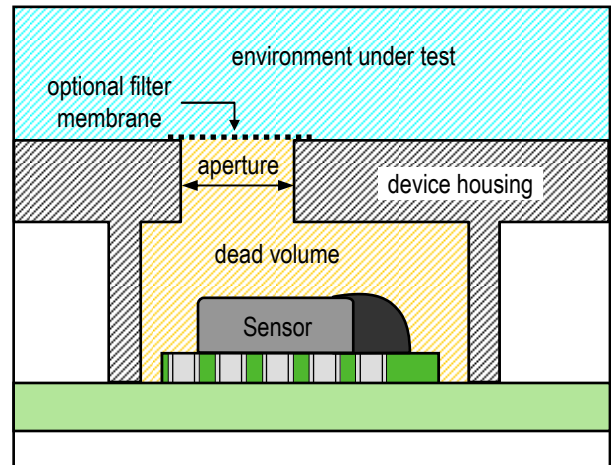 environment under test
optional filter
membrane
aperture
device housing
dead volume
Sensor